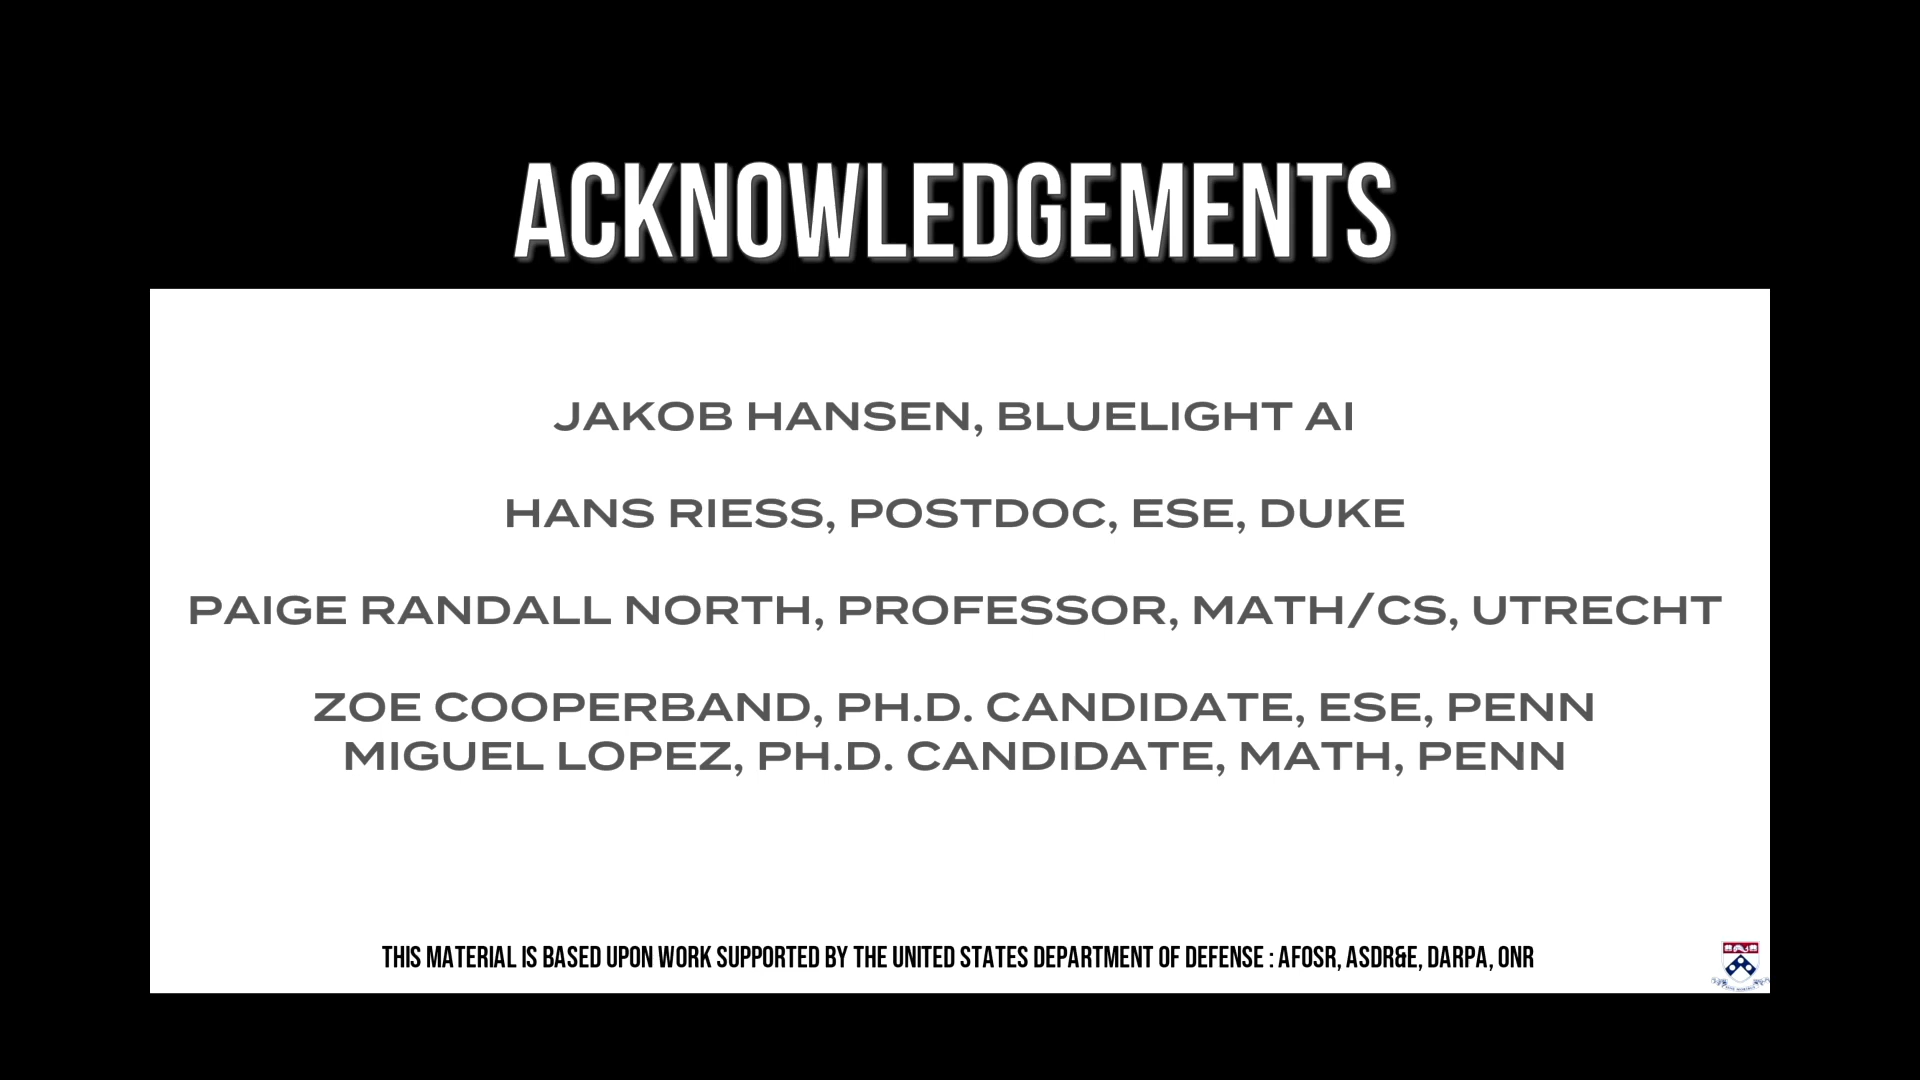 ACKNOWLEDGEMENTS
JAKOB HANSEN, BLUELIGHT AI
HANS RIESS, POSTDOC, ESE, DUKE
PAIGE RANDALL NORTH, PROFESSOR, MATH/CS, UTRECHT
ZOE COOPERBAND, PH.D. CANDIDATE, ESE, PENN
MIGUEL LOPEZ, PH.D. CANDIDATE, MATH, PENN
THIS MATERIAL IS BASED UPON WORK SUPPORTED BY THE UNITED STATES DEPARTMENT OF DEFENSE : AFOSR, ASDR&E, DARPA, ONR